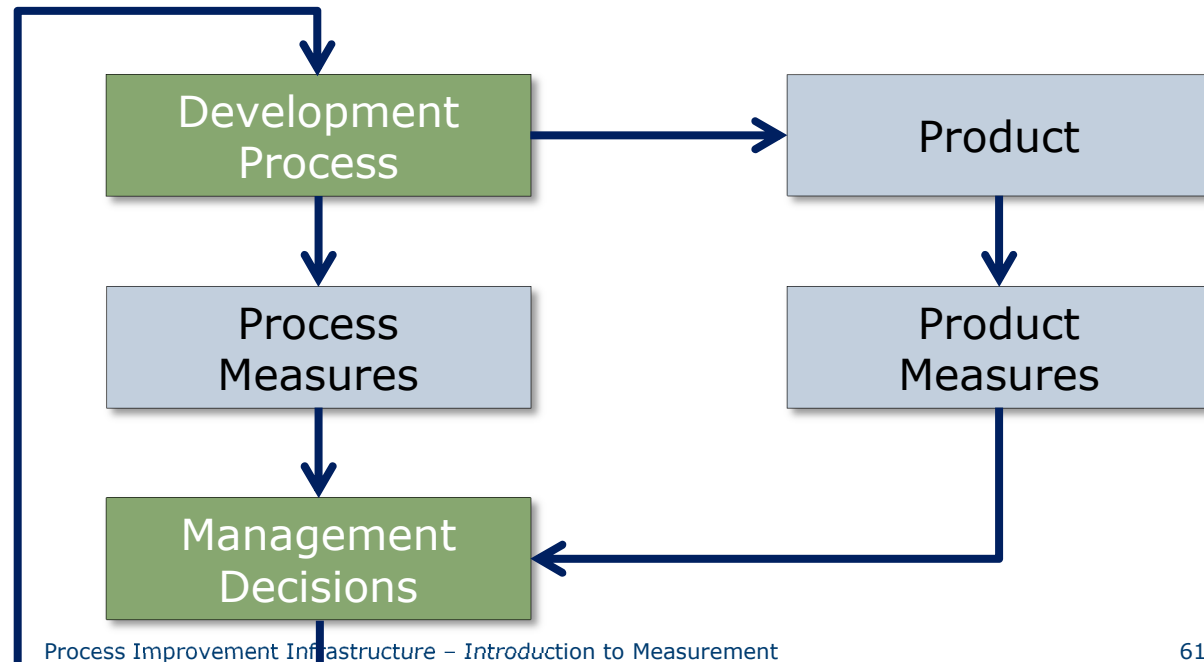 Development
Process
Product
Process
Measures
Product
Measures
Management
Decisions
Process Improvement Infrastructure – Introduction to Measurement
61